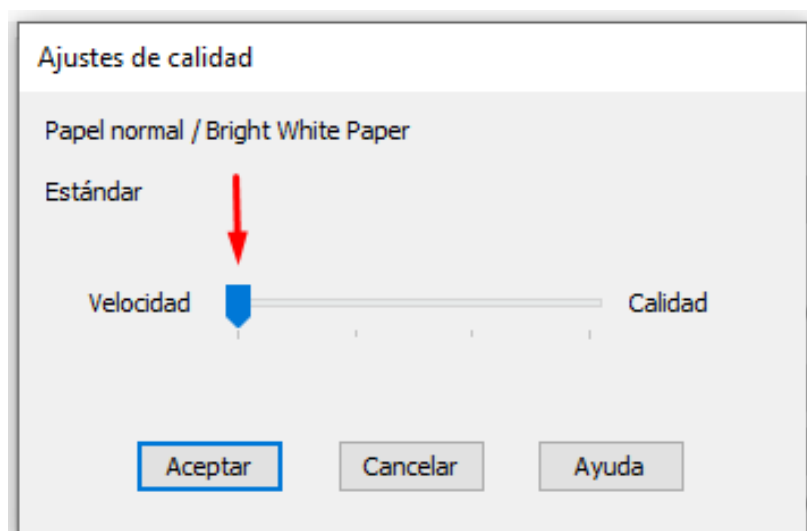 Ajustes de calidad
Papel normal / Bright White Paper
Estándar
Velocidad Calidad
Aceptar Cancelar Ayuda